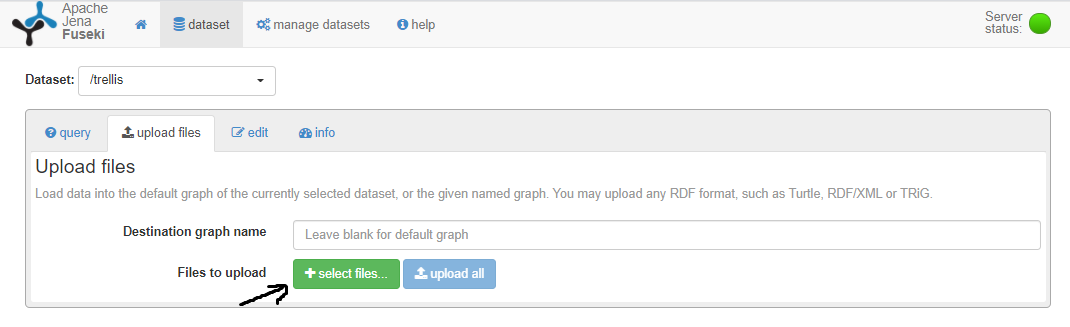 Apache
Jena
Fuseki
dataset
manage datasets
help
Server
status:
Dataset:
/trellis
query
upload files
edit
info
Upload files
Load data into the default graph of the currently selected dataset, or the given named graph. You may upload any RDF format, such as Turtle, RDF/XML or TRiG.
Destination graph name
Leave blank for default graph
Files to upload
select files...
upload all